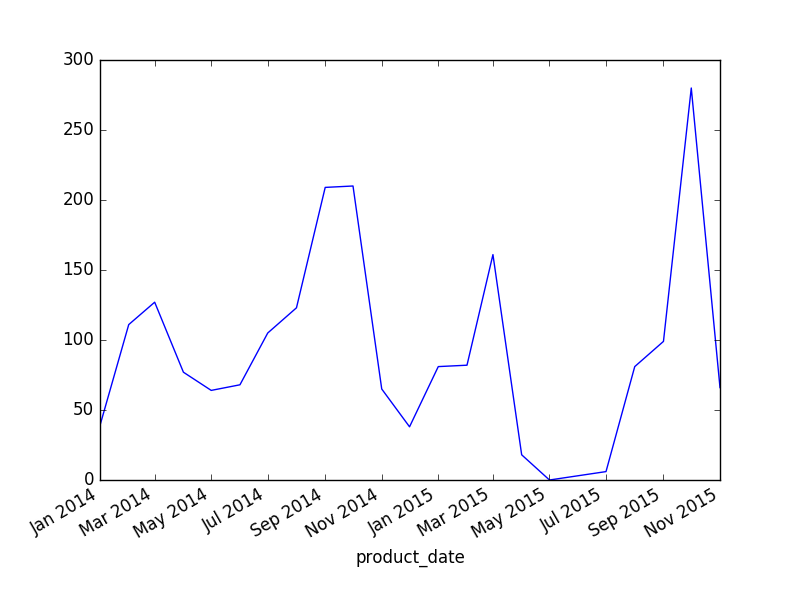 300
250
200
150
100
50
0
Jan 2014
Mar 2014
May 2014
Jul 2014
Sep 2014
Nov 2014
Jan 2015
Mar 2015
May 2015
Jul 2015
Sep 2015
Nov 2015
product_date